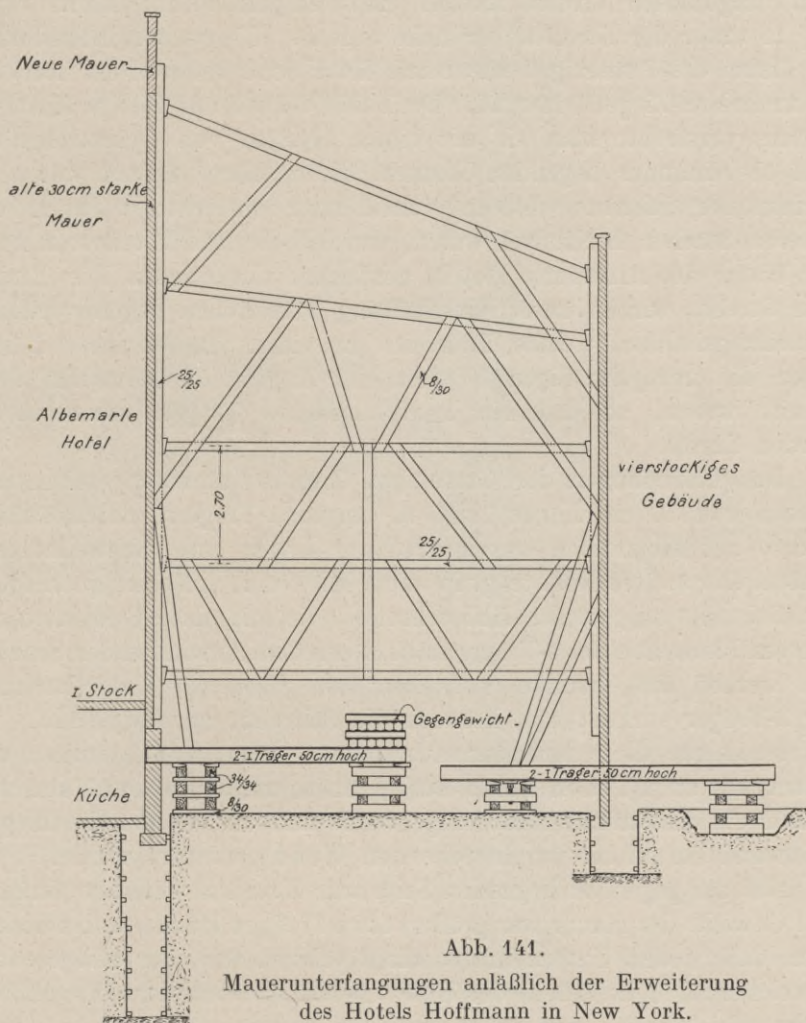 Neue Mauer
alte 30cm starke
Mauer
25/25
8/30
Albemarle
Hotel
2.70
vierstockiges
Gebäude
25/25
I. Stock
Gegengewicht
2-I Träger 50cm hoch
2-I Träger 50cm hoch
34/34
Küche
8/30
Abb. 141.
Mauerunterfangungen anläßlich der Erweiterung
des Hotels Hoffmann in New York.